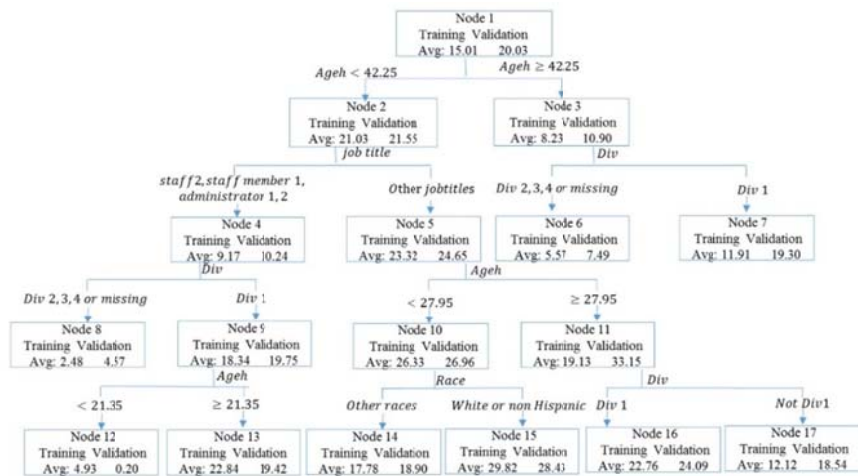 Node 1
Training Validation
Avg: 15.01 20.03
Ageh < 42.25
Ageh ≥ 42.25
Node 2
Training Validation
Avg: 21.03 21.55
job title
Node 3
Training Validation
Avg: 8.23 10.90
Div
staff2, staff member 1,
administrator 1, 2
Other jobtitles
Div 2, 3, 4 or missing
Div 1
Node 4
Training Validation
Avg: 9.17 10.24
Div
Node 5
Training Validation
Avg: 23.32 24.65
Ageh
Node 6
Training Validation
Avg: 5.57 7.49
Node 7
Training Validation
Avg: 11.91 19.30
Div 2, 3, 4 or missing
Div 1
< 27.95
≥ 27.95
Node 8
Training Validation
Avg: 2.48 4.57
Node 9
Training Validation
Avg: 18.34 19.75
Ageh
Node 10
Training Validation
Avg: 26.33 26.96
Race
Node 11
Training Validation
Avg: 19.13 33.15
Div
< 21.35
≥ 21.35
Other races
White or non Hispanic
Div 1
Not Div1
Node 12
Training Validation
Avg: 4.93 0.20
Node 13
Training Validation
Avg: 22.84 19.42
Node 14
Training Validation
Avg: 17.78 18.90
Node 15
Training Validation
Avg: 29.82 28.43
Node 16
Training Validation
Avg: 22.76 24.09
Node 17
Training Validation
Avg: 12.12 18.54